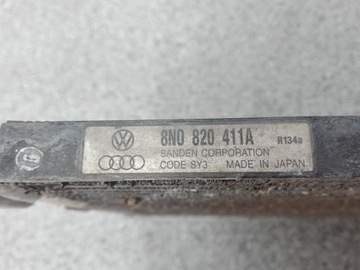 8N0 820 411A R134a
SANDEN CORPORATION
CODE SY3 MADE IN JAPAN